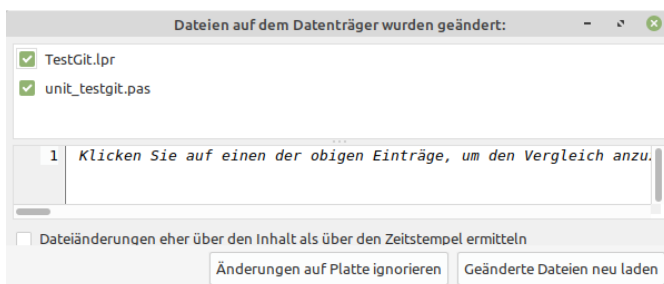 Dateien auf dem Datenträger wurden geändert:
TestGit.lpr
unit_testgit.pas
1 Klicken Sie auf einen der obigen Einträge, um den Vergleich anzu
Dateiänderungen eher über den Inhalt als über den Zeitstempel ermitteln
Änderungen auf Platte ignorieren Geänderte Dateien neu laden